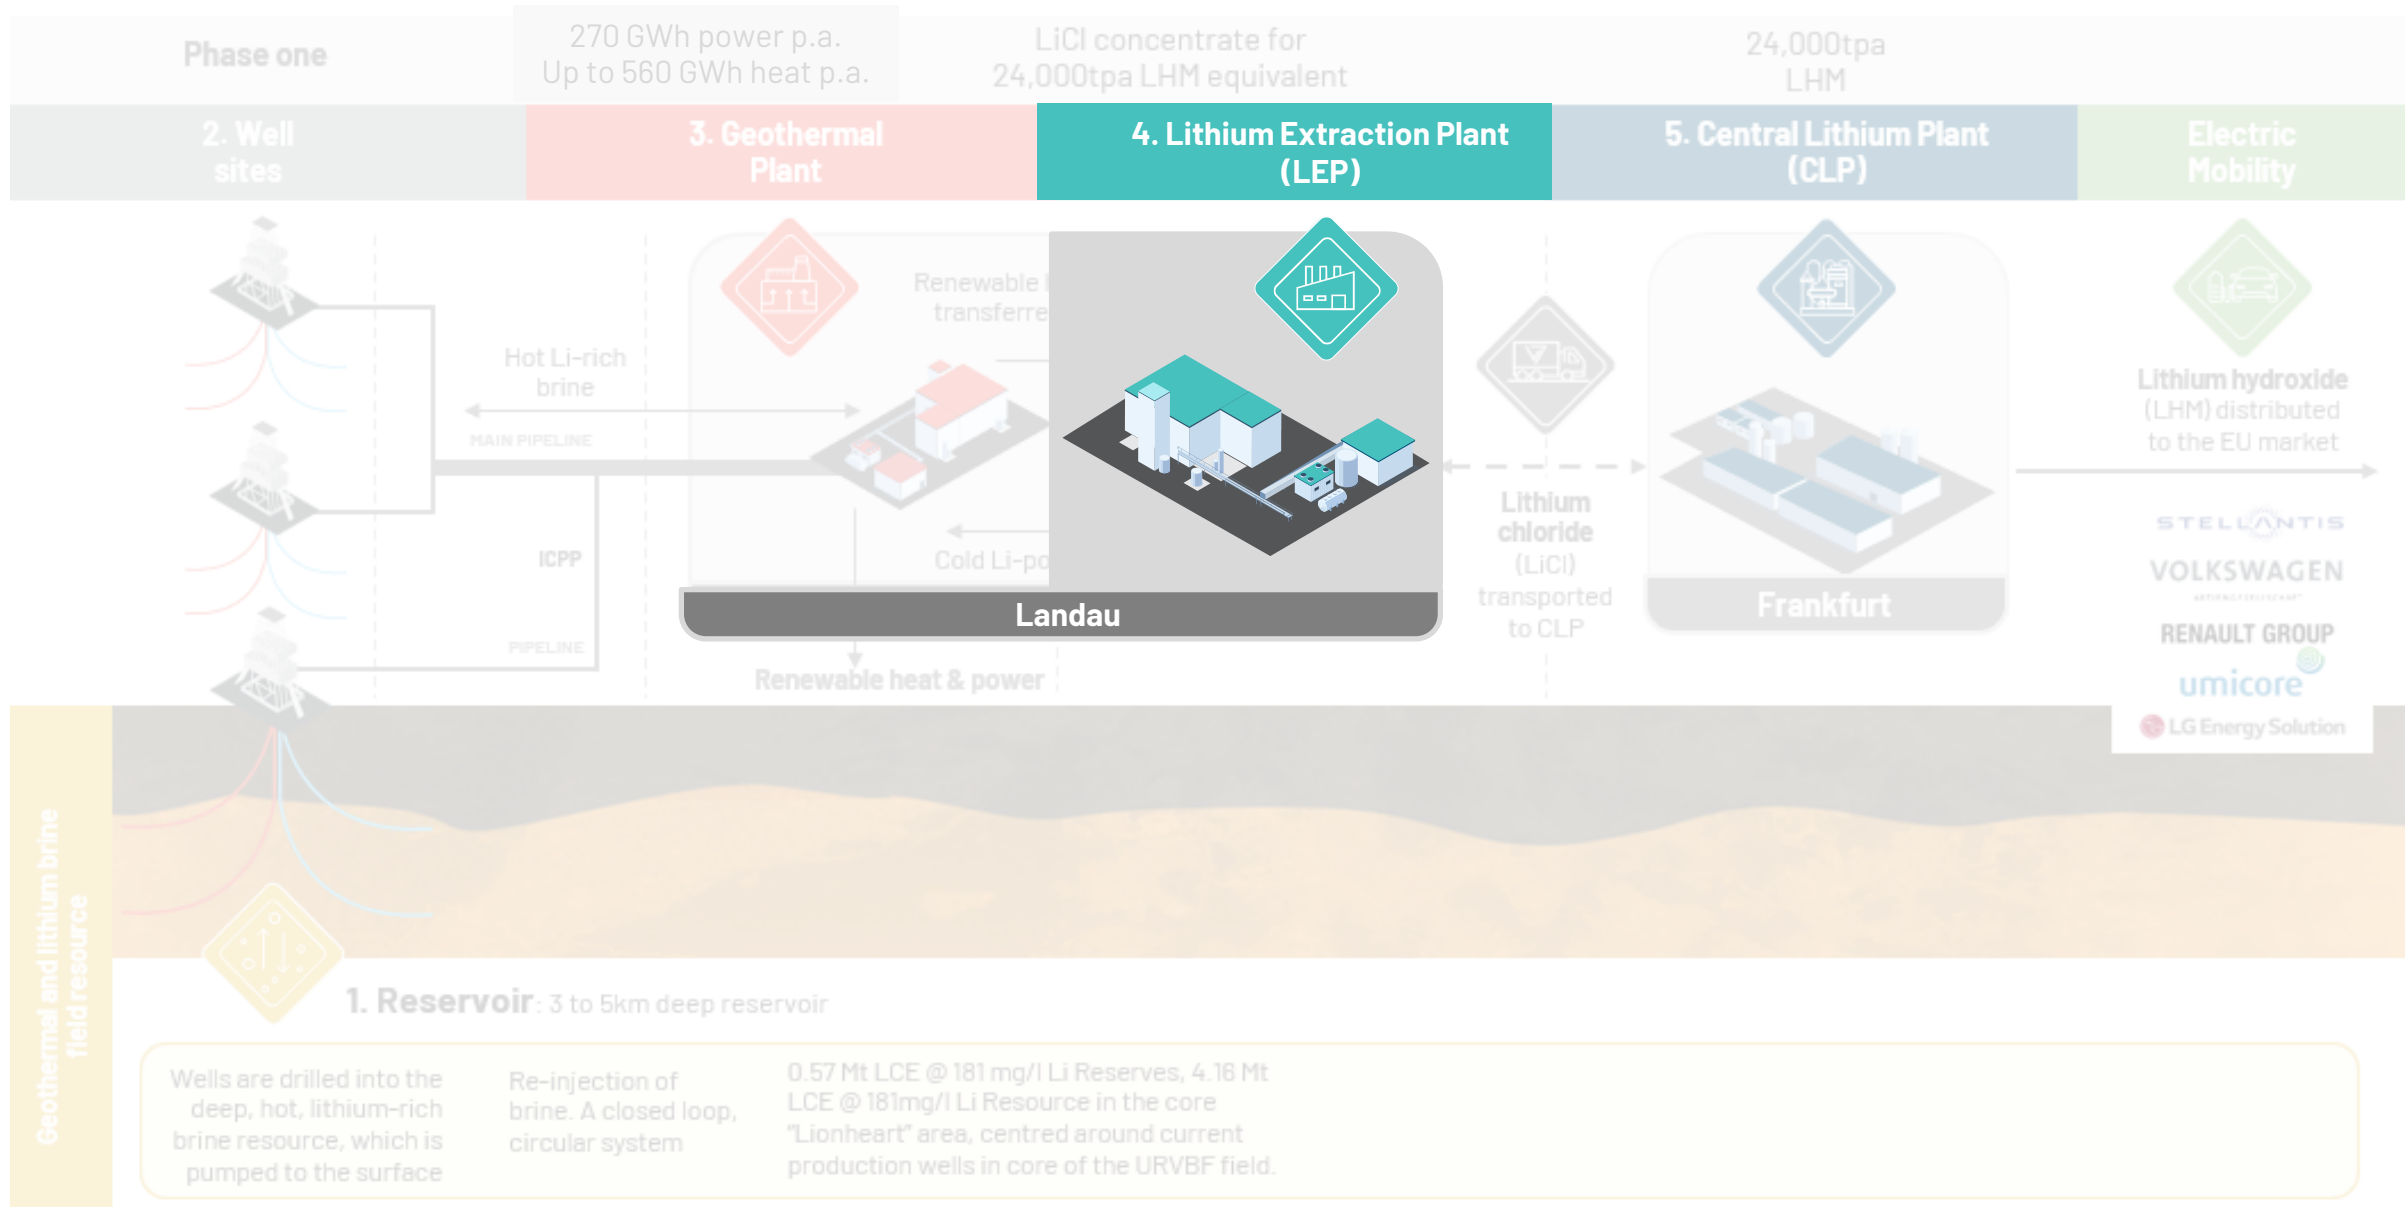 Phase one
270 GWh power p.a.
Up to 560 GWh heat p.a.
LiCl concentrate for
24,000tpa LHM equivalent
24,000tpa
LHM
2. Well
sites
3. Geothermal
Plant
4. Lithium Extraction Plant
(LEP)
5. Central Lithium Plant
(CLP)
Electric
Mobility
Renewable
transferre
Hot Li-rich
brine
MAIN PIPELINE
ICPP
PIPELINE
Cold Li-po
Landau
Renewable heat & power
Lithium
chloride
(LiCl)
transported
to CLP
Frankfurt
Lithium hydroxide
(LHM) distributed
to the EU market
STELLANTIS
VOLKSWAGEN
AKTIENGESELLSCHAFT
RENAULT GROUP
umicore
LG Energy Solution
Geothermal and lithium brine
field resource
1. Reservoir: 3 to 5km deep reservoir
Wells are drilled into the
deep, hot, lithium-rich
brine resource, which is
pumped to the surface
Re-injection of
brine. A closed loop,
circular system
0.57 Mt LCE @ 181 mg/l Li Reserves, 4.16 Mt
LCE @ 181mg/l Li Resource in the core
"Lionheart" area, centred around current
production wells in core of the URVBF field.